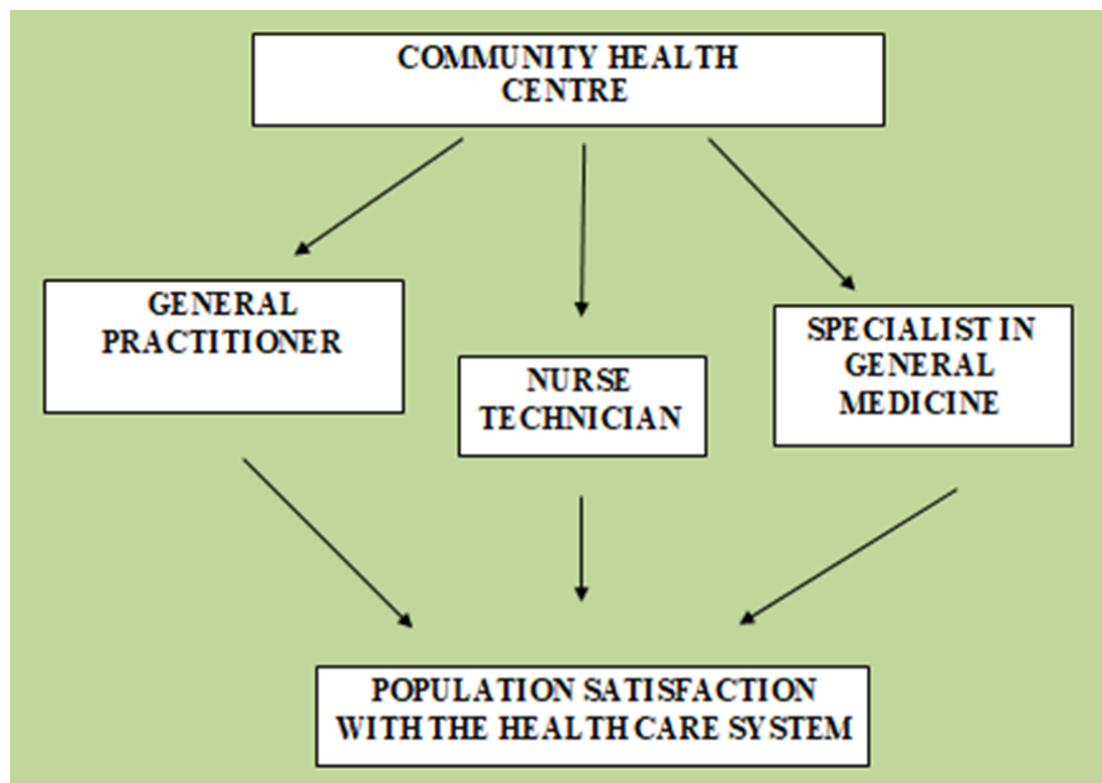 COMMUNITY HEALTH
CENTRE
GENERAL
PRACTITIONER
NURSE
TECHNICIAN
SPECIALIST IN
GENERAL
MEDICINE
POPULATION SATISFACTION
WITH THE HEALTH CARE SYSTEM